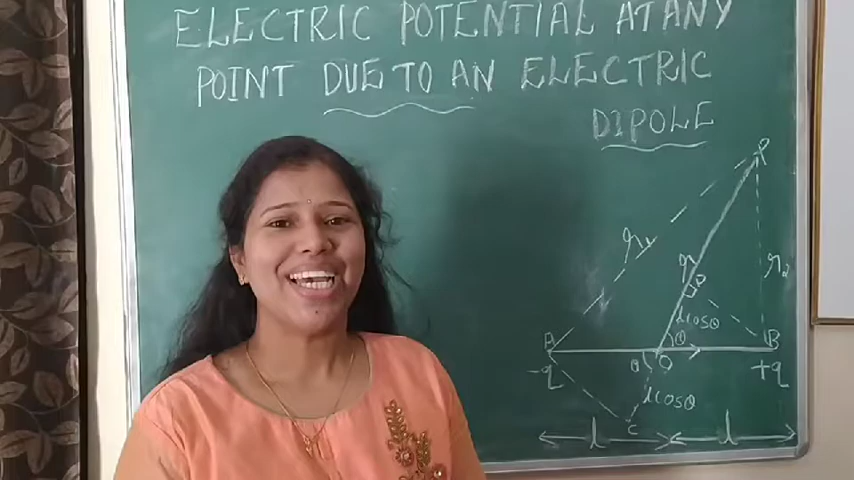 ELECTRIC POTENTIAL AT ANY
POINT DUE TO AN ELECTRIC
DIPOLE
P
r₁
r
r₂
D
lcosθ
θ
A
B
-q
θ
O
+q
lcosθ
C
l
l